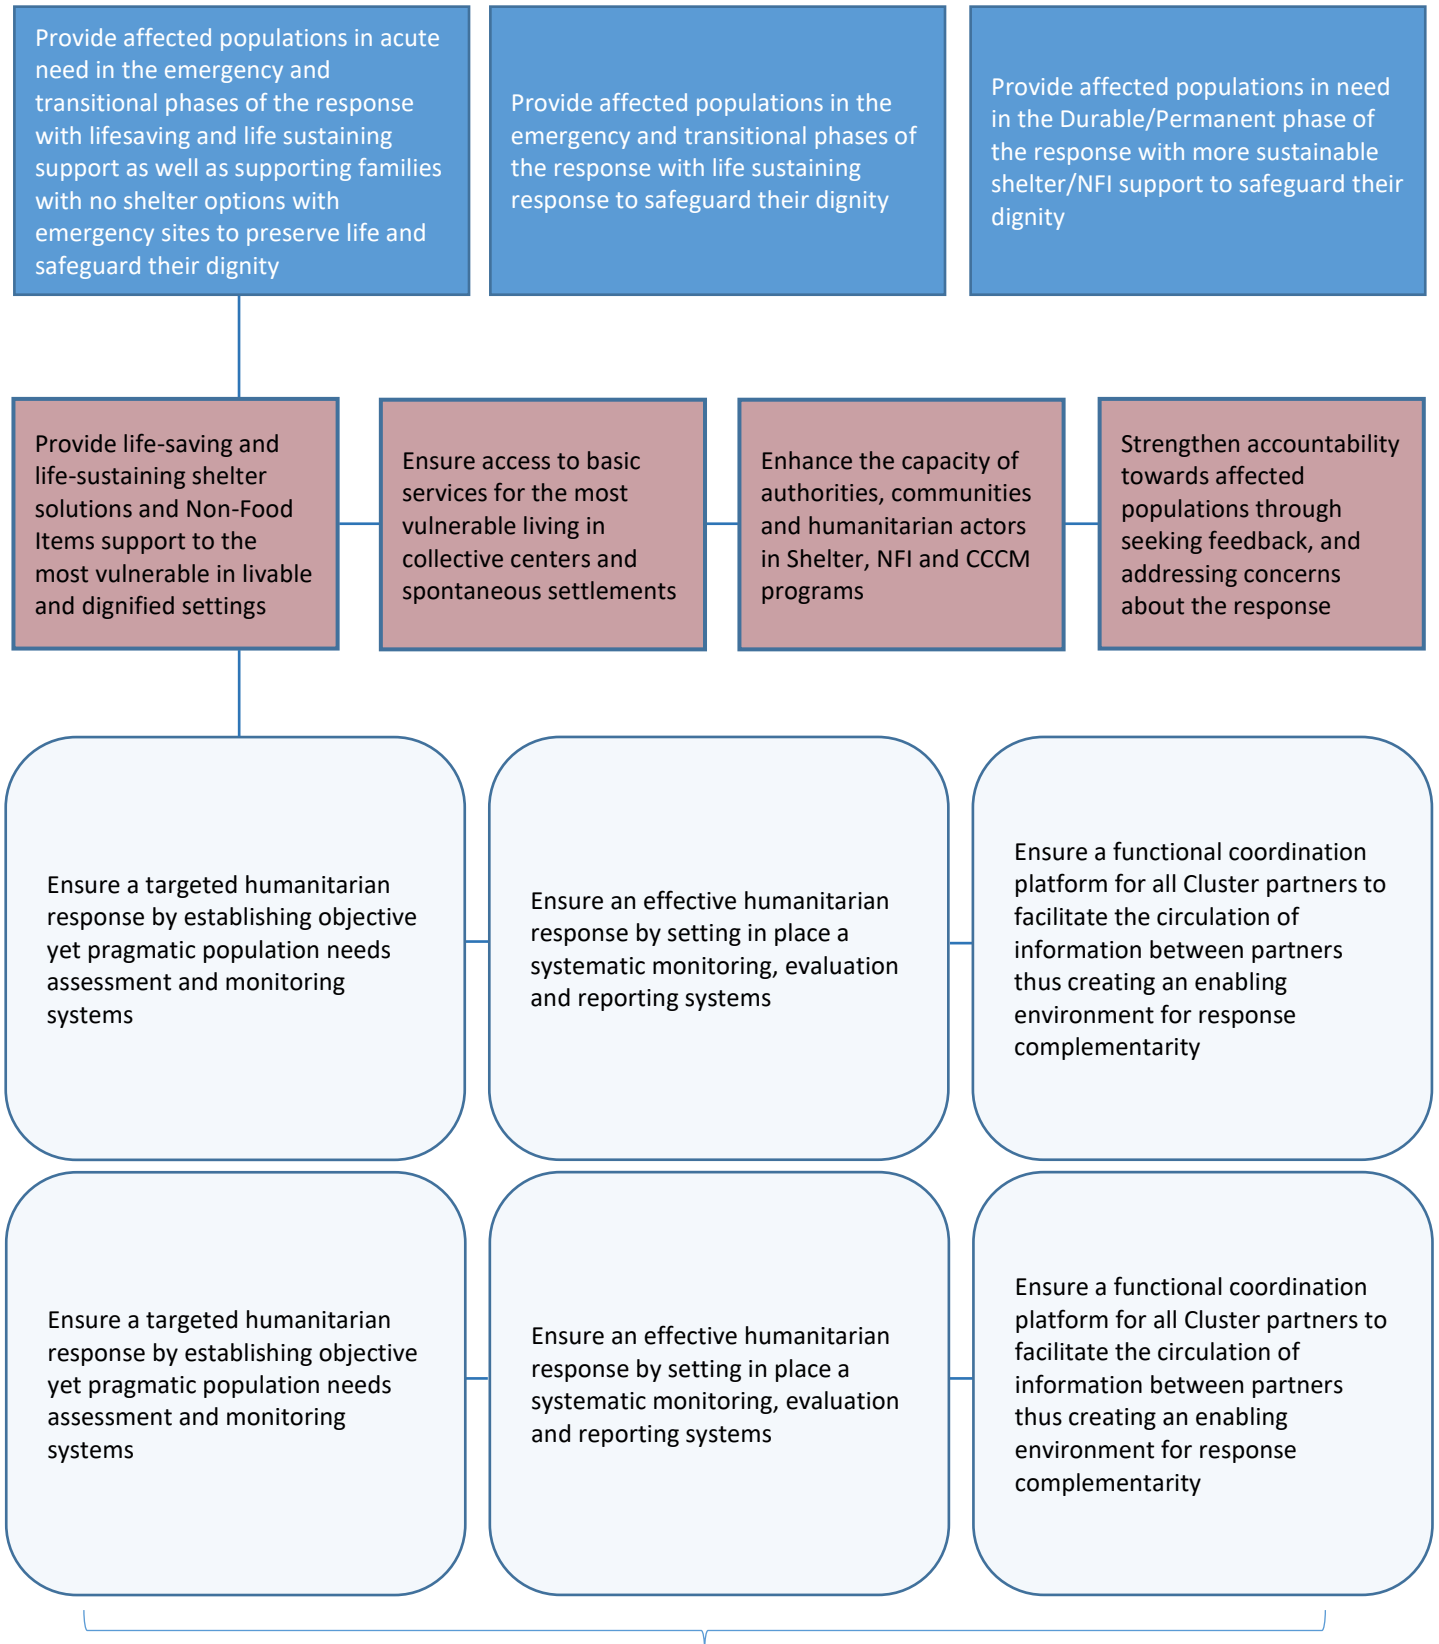 Provide affected populations in acute
need in the emergency and
transitional phases of the response
with lifesaving and life sustaining
support as well as supporting families
with no shelter options with
emergency sites to preserve life and
safeguard their dignity
Provide affected populations in the
emergency and transitional phases of
the response with life sustaining
response to safeguard their dignity
Provide affected populations in need
in the Durable/Permanent phase of
the response with more sustainable
shelter/NFI support to safeguard their
dignity
Provide life-saving and
life-sustaining shelter
solutions and Non-Food
Items support to the
most vulnerable in livable
and dignified settings
Ensure access to basic
services for the most
vulnerable living in
collective centers and
spontaneous settlements
Enhance the capacity of
authorities, communities
and humanitarian actors
in Shelter, NFI and CCCM
programs
Strengthen accountability
towards affected
populations through
seeking feedback, and
addressing concerns
about the response
Ensure a targeted humanitarian
response by establishing objective
yet pragmatic population needs
assessment and monitoring
systems
Ensure an effective humanitarian
response by setting in place a
systematic monitoring, evaluation
and reporting systems
Ensure a functional coordination
platform for all Cluster partners to
facilitate the circulation of
information between partners
thus creating an enabling
environment for response
complementarity
Ensure a targeted humanitarian
response by establishing objective
yet pragmatic population needs
assessment and monitoring
systems
Ensure an effective humanitarian
response by setting in place a
systematic monitoring, evaluation
and reporting systems
Ensure a functional coordination
platform for all Cluster partners to
facilitate the circulation of
information between partners
thus creating an enabling
environment for response
complementarity